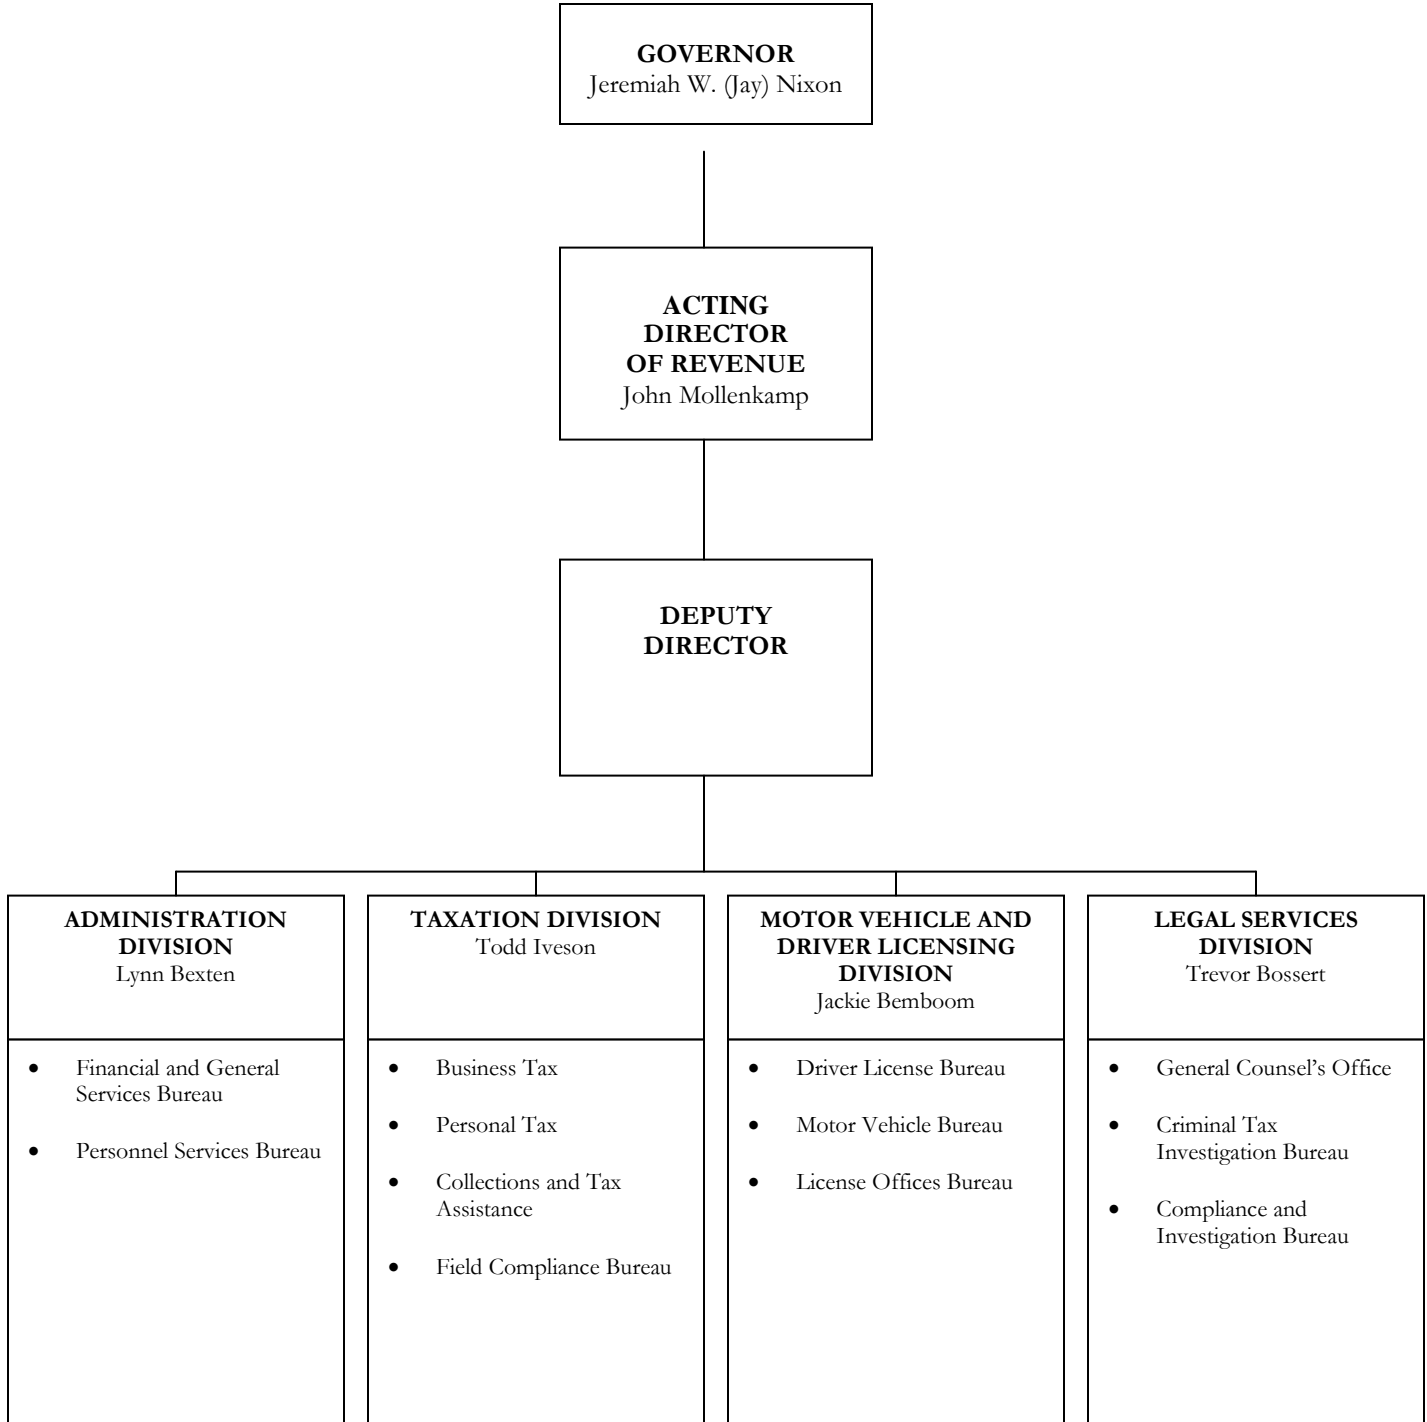 GOVERNOR
Jeremiah W. (Jay) Nixon
ACTING
DIRECTOR
OF REVENUE
John Mollenkamp
DEPUTY
DIRECTOR
ADMINISTRATION
DIVISION
Lynn Bexten
• Financial and General
Services Bureau
• Personnel Services Bureau
TAXATION DIVISION
Todd Iveson
• Business Tax
• Personal Tax
• Collections and Tax
Assistance
• Field Compliance Bureau
MOTOR VEHICLE AND
DRIVER LICENSING
DIVISION
Jackie Bemboom
• Driver License Bureau
• Motor Vehicle Bureau
• License Offices Bureau
LEGAL SERVICES
DIVISION
Trevor Bossert
• General Counsel’s Office
• Criminal Tax
Investigation Bureau
• Compliance and
Investigation Bureau